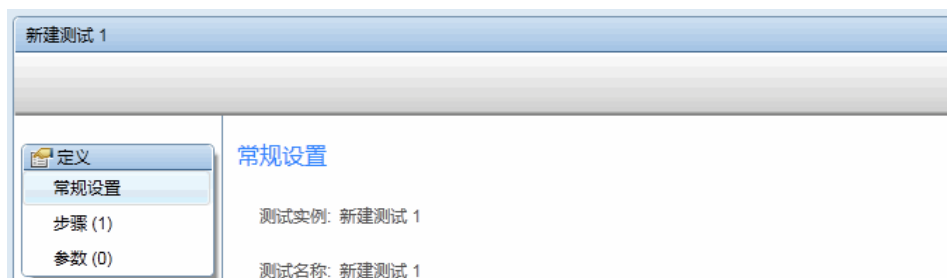 新建测试 1
定义
常规设置
步骤 (1)
参数 (0)
常规设置
测试实例: 新建测试 1
测试名称: 新建测试 1